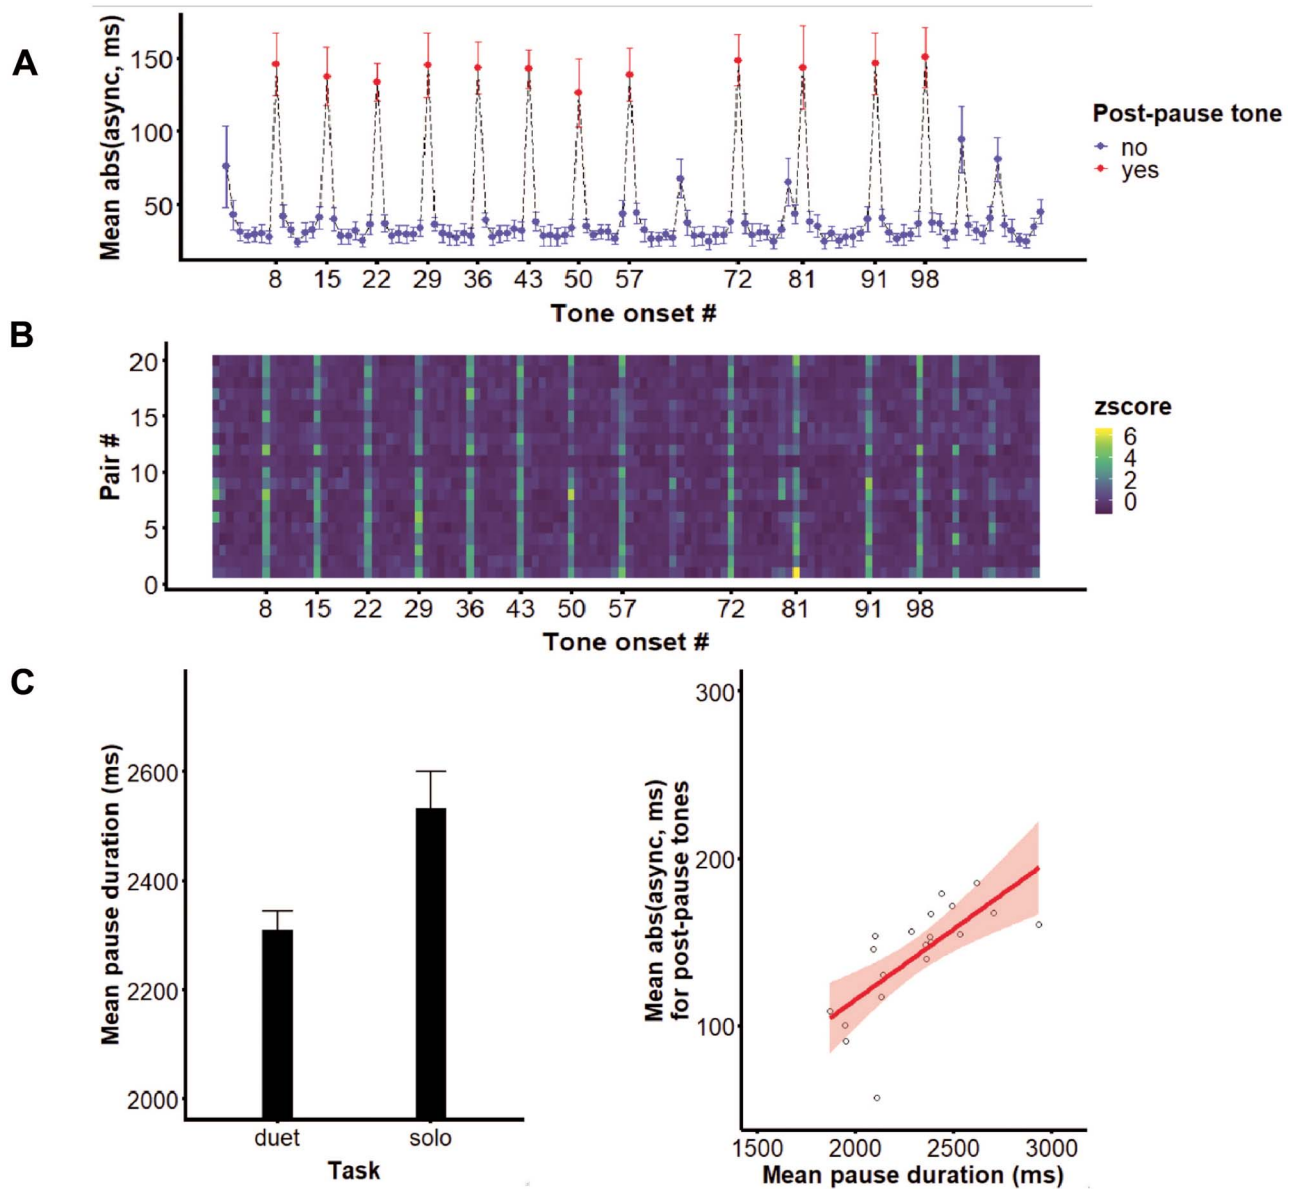 A
Mean abs(async, ms)
150
100
50
8 15 22 29 36 43 50 57 72 81 91 98
Tone onset #
Post-pause tone
no
yes
B
Pair #
20
15
10
5
0
8 15 22 29 36 43 50 57 72 81 91 98
Tone onset #
zscore
6
4
2
0
C
Mean pause duration (ms)
2600
2400
2200
2000
duet solo
Task
Mean abs(async, ms)
for post-pause tones
300
200
100
1500 2000 2500 3000
Mean pause duration (ms)